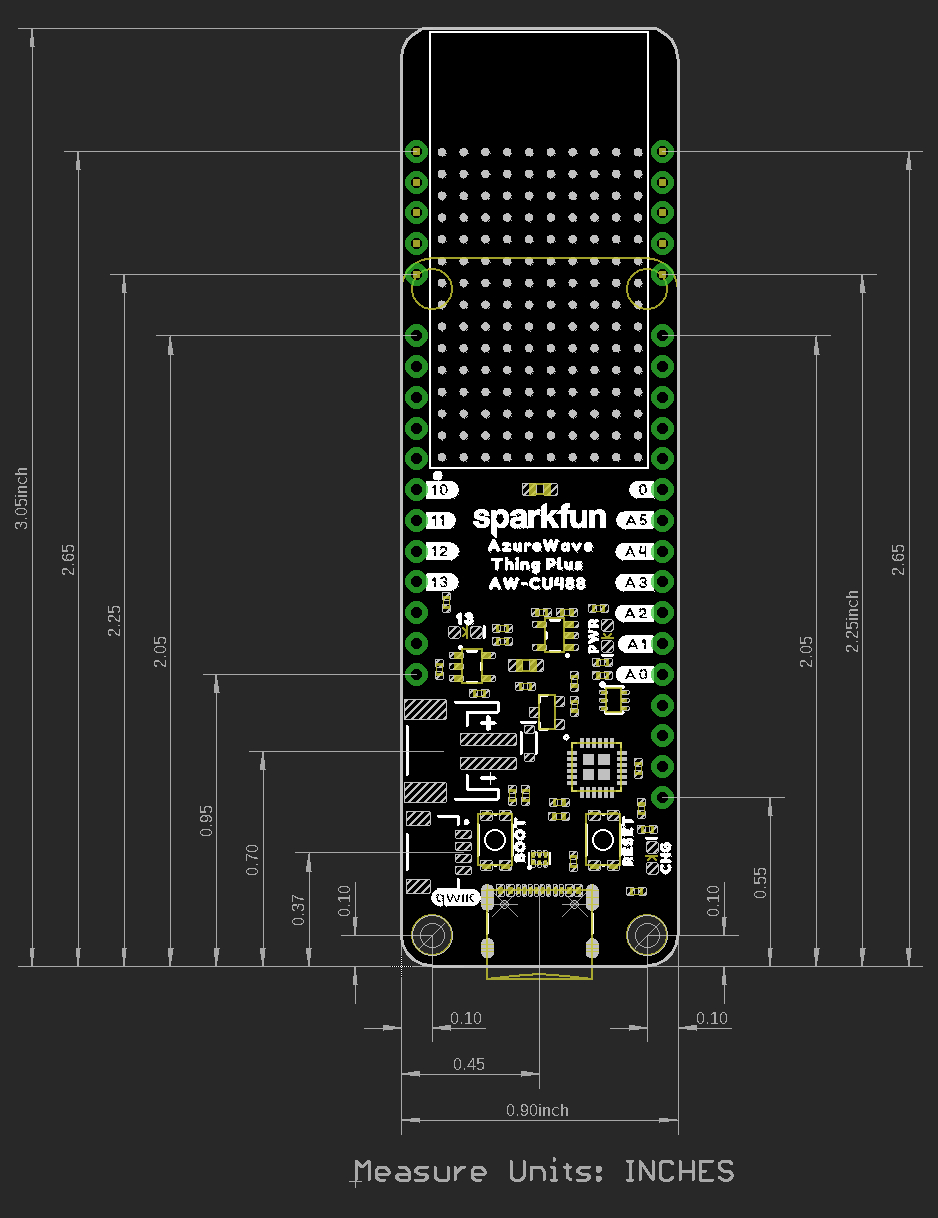 3.05inch
2.65
2.25
2.05
0.95
0.70
0.37
0.10
2.65
2.25inch
2.05
0.55
0.10
10
11
12
13
0
A5
A4
A3
A2
A1
A0
sparkfun
AzureWave
Thing Plus
AW-CU488
13
PWR
+
-
BOOT
RESET
CHG
QWIK
0.10
0.10
0.45
0.90inch
Measure Units: INCHES